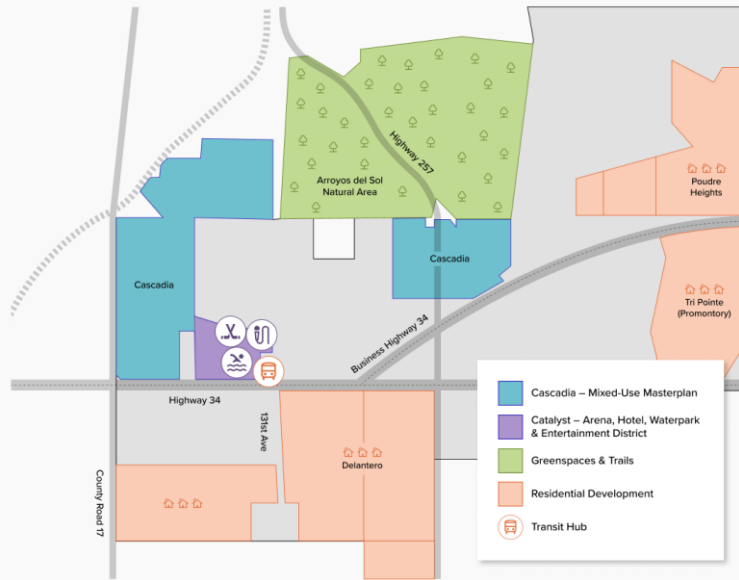 Highway 257
Arroyos del Sol
Natural Area
Poudre
Heights
Cascadia
Cascadia
Tri Pointe
(Promontory)
Business Highway 34
Highway 34
131st Ave
Delantero
County Road 17
Cascadia – Mixed-Use Masterplan
Catalyst – Arena, Hotel, Waterpark
& Entertainment District
Greenspaces & Trails
Residential Development
Transit Hub